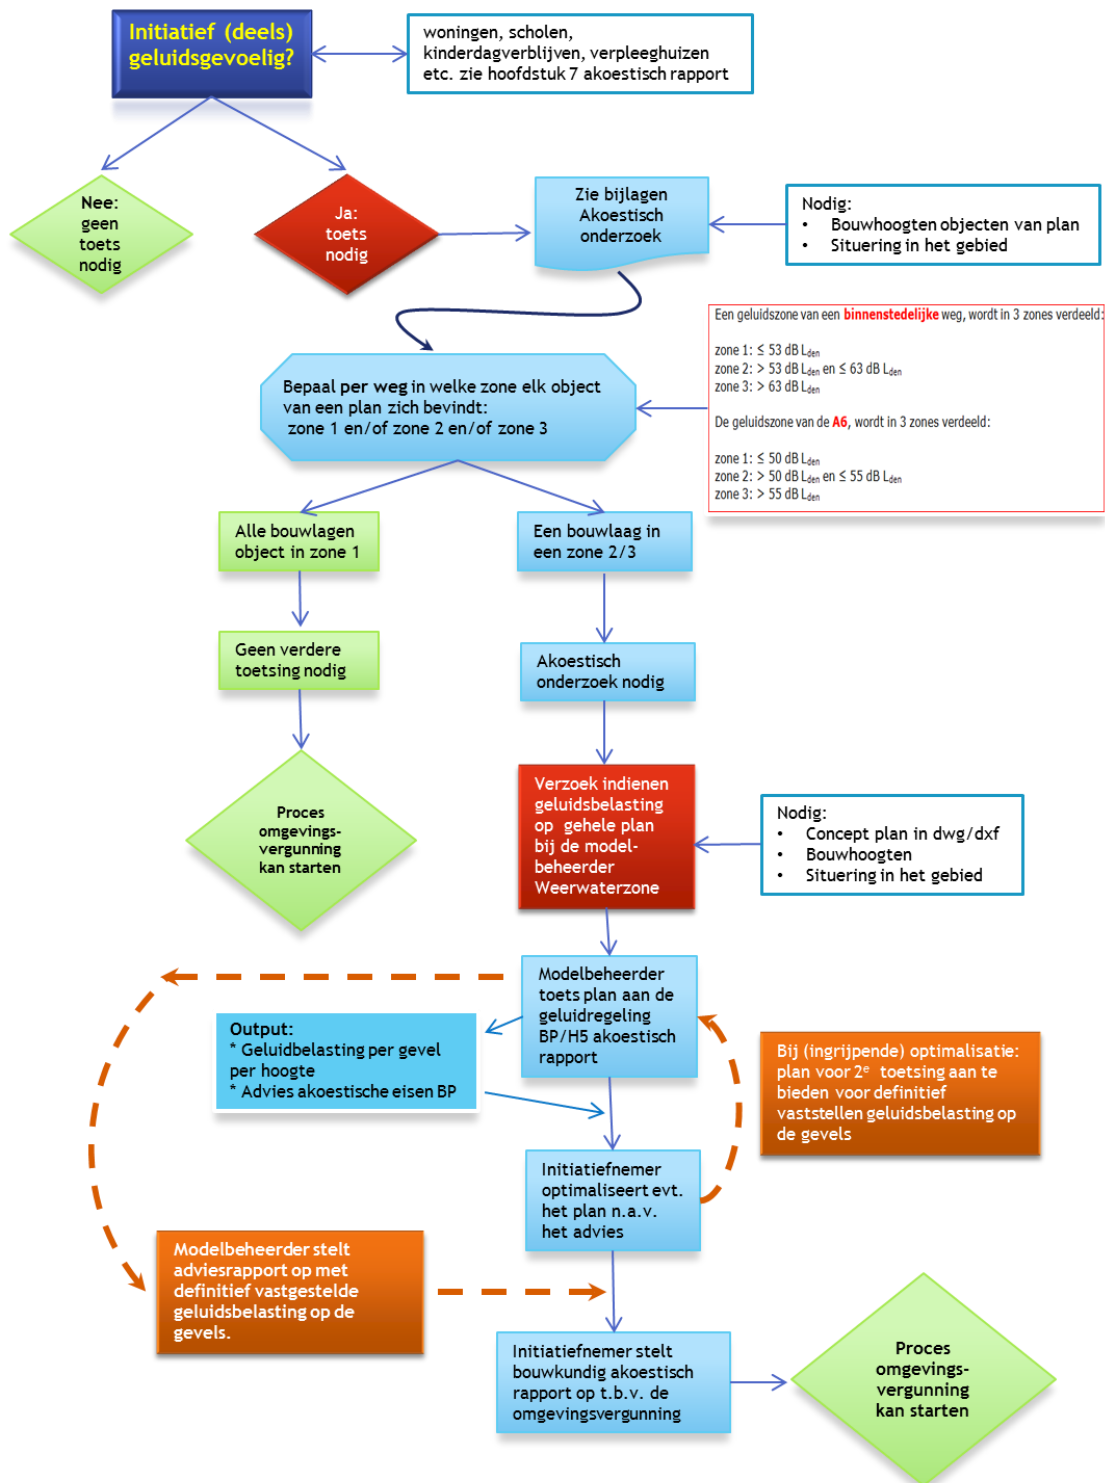 Initiatief (deels)
geluidsgevoelig?
woningen, scholen,
kinderdagverblijven, verpleeghuizen
etc. zie hoofdstuk 7 akoestisch rapport
Nee:
geen
toets
nodig
Ja:
toets
nodig
Zie bijlagen
Akoestisch
onderzoek
Nodig:
• Bouwhoogten objecten van plan
• Situering in het gebied
Een geluidszone van een binnenstedelijke weg, wordt in 3 zones verdeeld:
zone 1: ≤ 53 dB Lden
zone 2: > 53 dB Lden en ≤ 63 dB Lden
zone 3: > 63 dB Lden
De geluidszone van de A6, wordt in 3 zones verdeeld:
zone 1: ≤ 50 dB Lden
zone 2: > 50 dB Lden en ≤ 55 dB Lden
zone 3: > 55 dB Lden
Bepaal per weg in welke zone elk object
van een plan zich bevindt:
zone 1 en/of zone 2 en/of zone 3
Alle bouwlagen
object in zone 1
Een bouwlaag in
een zone 2/3
Geen verdere
toetsing nodig
Akoestisch
onderzoek nodig
Proces
omgevings-
vergunning
kan starten
Verzoek indienen
geluidsbelasting
op gehele plan
bij de model-
beheerder
Weerwaterzone
Nodig:
• Concept plan in dwg/dxf
• Bouwhoogten
• Situering in het gebied
Modelbeheerder
toets plan aan de
geluidregeling
BP/H5 akoestisch
rapport
Output:
* Geluidbelasting per gevel
per hoogte
* Advies akoestische eisen BP
Bij (ingrijpende) optimalisatie:
plan voor 2e toetsing aan te
bieden voor definitief
vaststellen geluidsbelasting op
de gevels
Initiatiefnemer
optimaliseert evt.
het plan n.a.v.
het advies
Modelbeheerder stelt
adviesrapport op met
definitief vastgestelde
geluidsbelasting op de
gevels.
Initiatiefnemer stelt
bouwkundig akoestisch
rapport op t.b.v. de
omgevingsvergunning
Proces
omgevings-
vergunning
kan starten